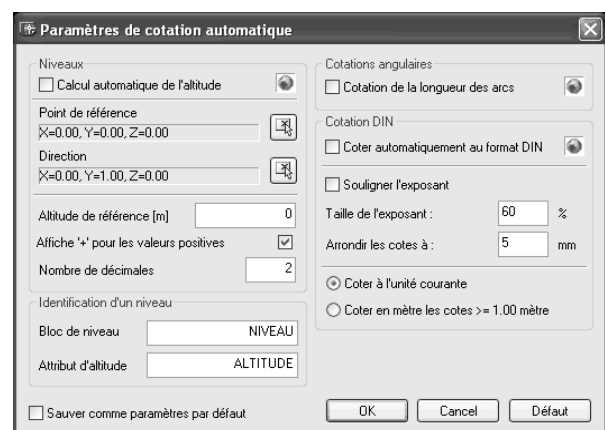 Paramètres de cotation automatique
Niveaux
Calcul automatique de l'altitude
Point de référence
X=0.00, Y=0.00, Z=0.00
Direction
X=0.00, Y=1.00, Z=0.00
Altitude de référence [m] 0
Affiche '+' pour les valeurs positives
Nombre de décimales 2
Identification d'un niveau
Bloc de niveau NIVEAU
Attribut d'altitude ALTITUDE
Sauver comme paramètres par défaut
Cotations angulaires
Cotation de la longueur des arcs
Cotation DIN
Coter automatiquement au format DIN
Souligner l'exposant
Taille de l'exposant : 60 %
Arrondir les cotes à : 5 mm
Coter à l'unité courante
Coter en mètre les cotes >= 1.00 mètre
OK Cancel Défaut